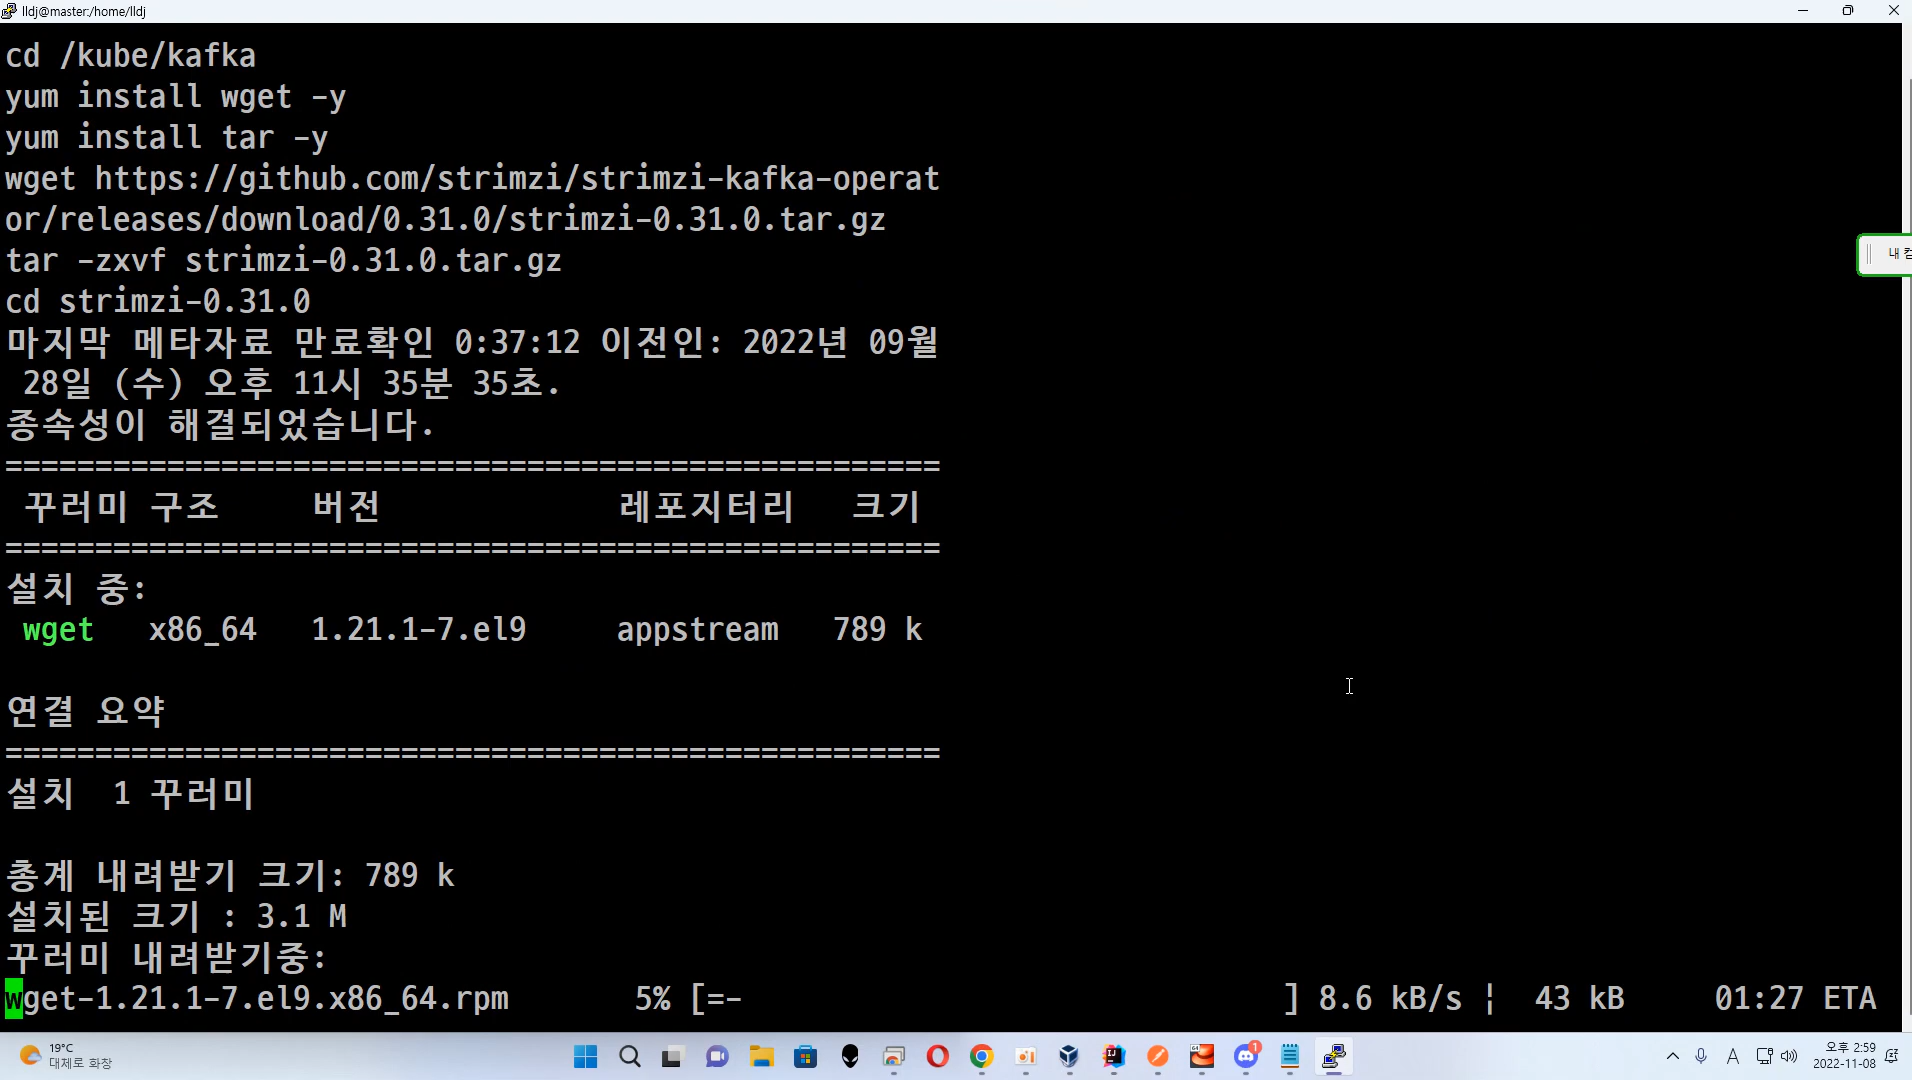 lldj@master:/home/lldj
cd /kube/kafka
yum install wget -y
yum install tar -y
wget https://github.com/strimzi/strimzi-kafka-operat
or/releases/download/0.31.0/strimzi-0.31.0.tar.gz
tar -zxvf strimzi-0.31.0.tar.gz
cd strimzi-0.31.0
마지막 메타자료 만료확인 0:37:12 이전인: 2022년 09월
 28일 (수) 오후 11시 35분 35초.
종속성이 해결되었습니다.
====================================================
꾸러미 구조 버전 레포지터리 크기
====================================================
설치 중:
wget x86_64 1.21.1-7.el9 appstream 789 k
연결 요약
====================================================
설치 1 꾸러미
총계 내려받기 크기: 789 k
설치된 크기 : 3.1 M
꾸러미 내려받기중:
wget-1.21.1-7.el9.x86_64.rpm 5% [=- ] 8.6 kB/s ¦ 43 kB 01:27 ETA
내 컴
19°C
대체로 화창
64
1
A
오후 2:59
2022-11-08